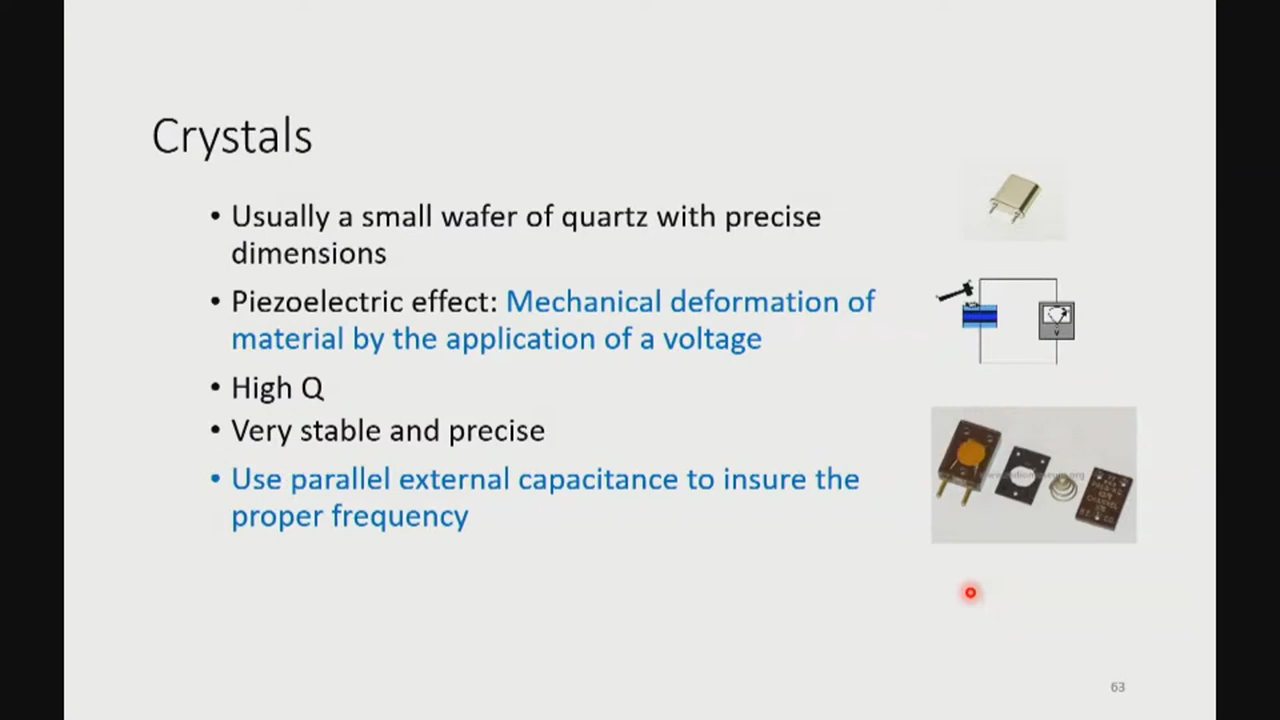 Crystals
• Usually a small wafer of quartz with precise
dimensions
• Piezoelectric effect: Mechanical deformation of
material by the application of a voltage
• High Q
• Very stable and precise
• Use parallel external capacitance to insure the
proper frequency
V
CHANNEL
63